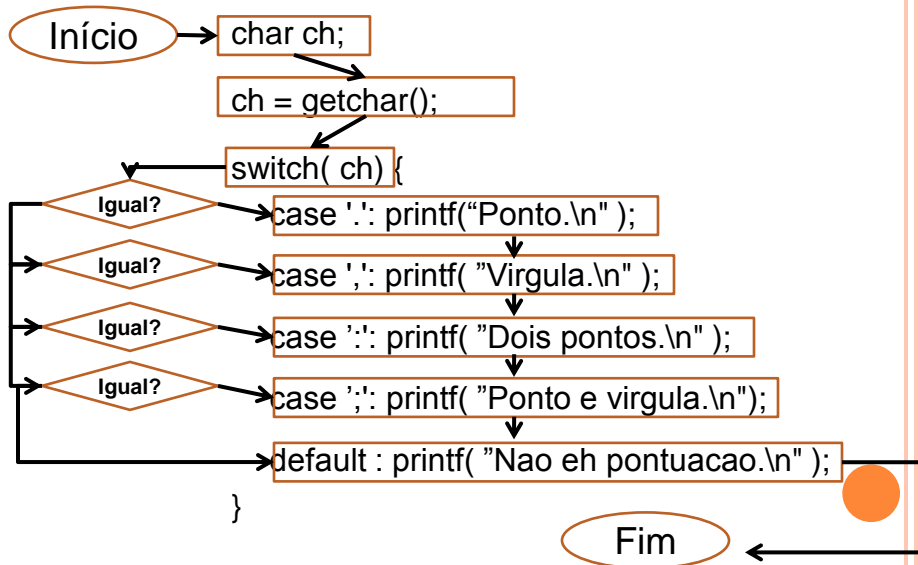 Início
char ch;
ch = getchar();
switch( ch) {
Igual?
case '.': printf(“Ponto.\n" );
Igual?
case ',': printf( ”Virgula.\n" );
Igual?
case ':': printf( ”Dois pontos.\n" );
Igual?
case ';': printf( ”Ponto e virgula.\n");
default : printf( ”Nao eh pontuacao.\n" );
}
Fim